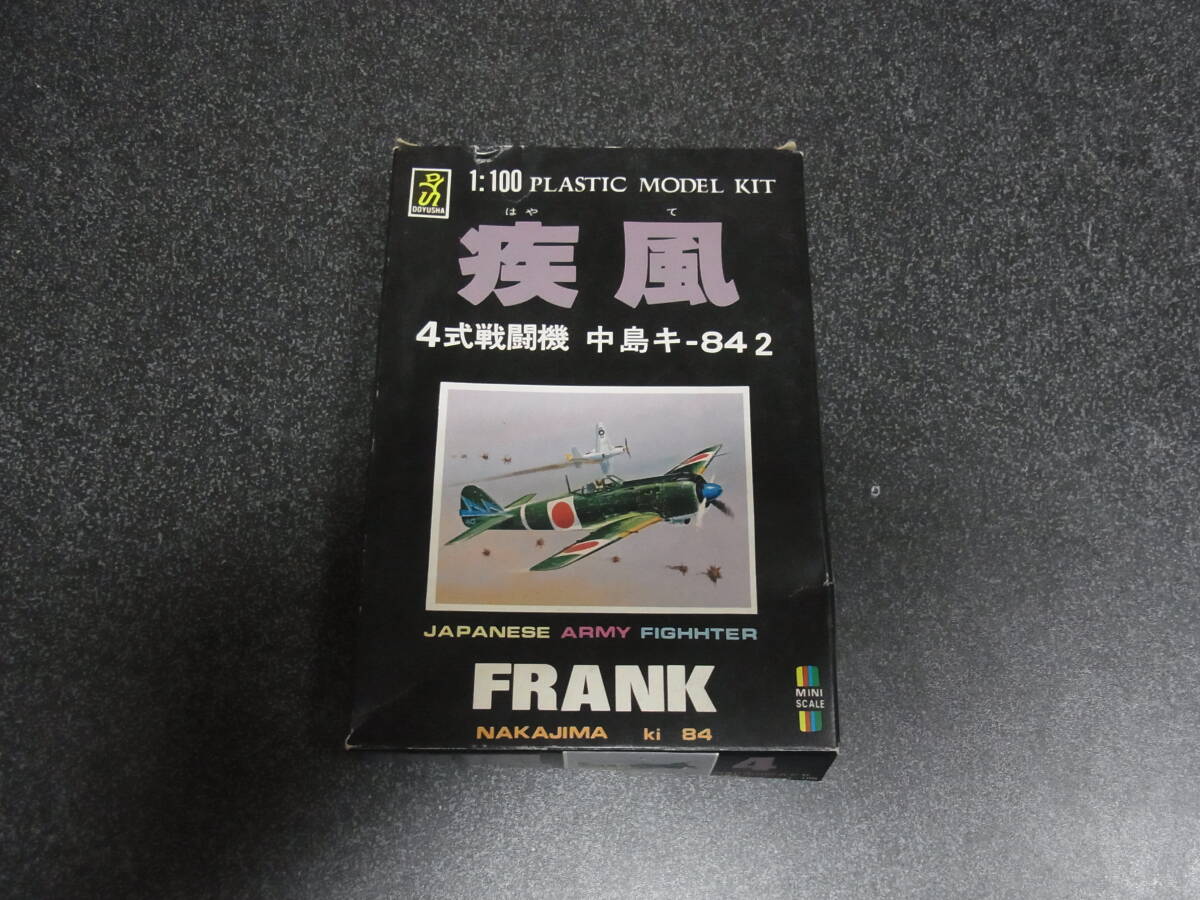 DOYUSHA
1:100 PLASTIC MODEL KIT
はやて
疾風
4式戦闘機 中島キ-84 2
JAPANESE ARMY FIGHHTER
FRANK
MINI
SCALE
NAKAJIMA ki 84
4